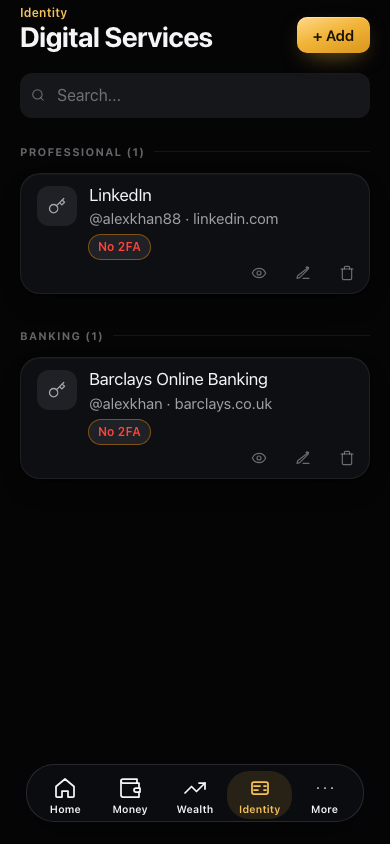 Identity
Digital Services
+ Add
Search...
PROFESSIONAL (1)
LinkedIn
@alexkhan88 · linkedin.com
No 2FA
BANKING (1)
Barclays Online Banking
@alexkhan · barclays.co.uk
No 2FA
Home Money Wealth Identity More